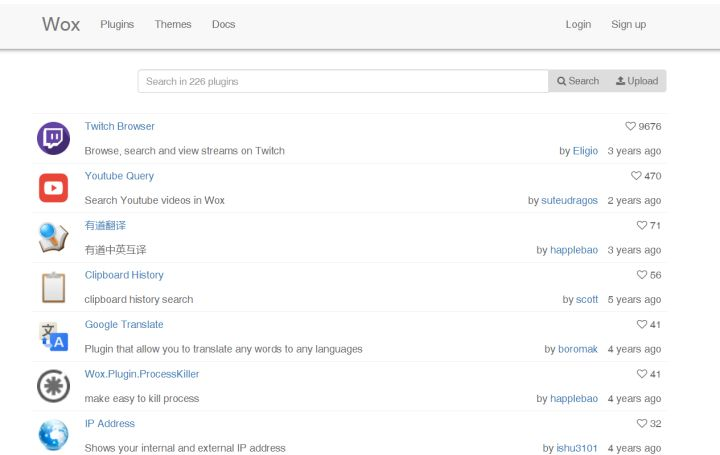 Wox Plugins Themes Docs Login Sign up
Search in 226 plugins Search Upload
Twitch Browser 9676
Browse, search and view streams on Twitch by Eligio 3 years ago
Youtube Query 470
Search Youtube videos in Wox by suteudragos 2 years ago
有道翻译 71
有道中英互译 by happlebao 3 years ago
Clipboard History 56
clipboard history search by scott 5 years ago
Google Translate 41
Plugin that allow you to translate any words to any languages by boromak 4 years ago
Wox.Plugin.ProcessKiller 41
make easy to kill process by happlebao 4 years ago
IP Address 32
Shows your internal and external IP address by ishu3101 4 years ago